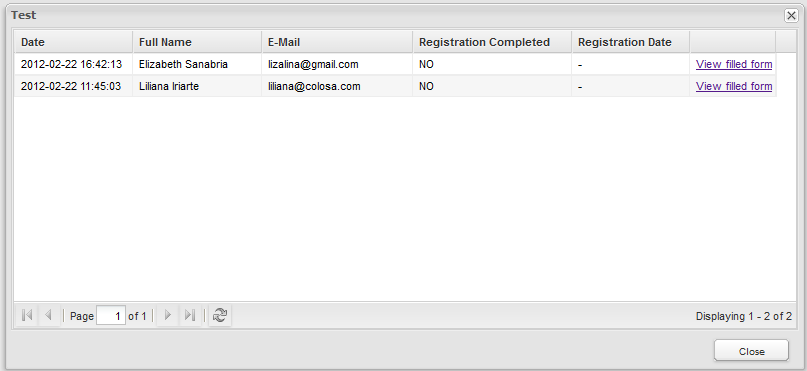 Test
Date Full Name E-Mail Registration Completed Registration Date
2012-02-22 16:42:13 Elizabeth Sanabria lizalina@gmail.com NO - View filled form
2012-02-22 11:45:03 Liliana Iriarte liliana@colosa.com NO - View filled form
Page 1 of 1 Displaying 1 - 2 of 2
Close